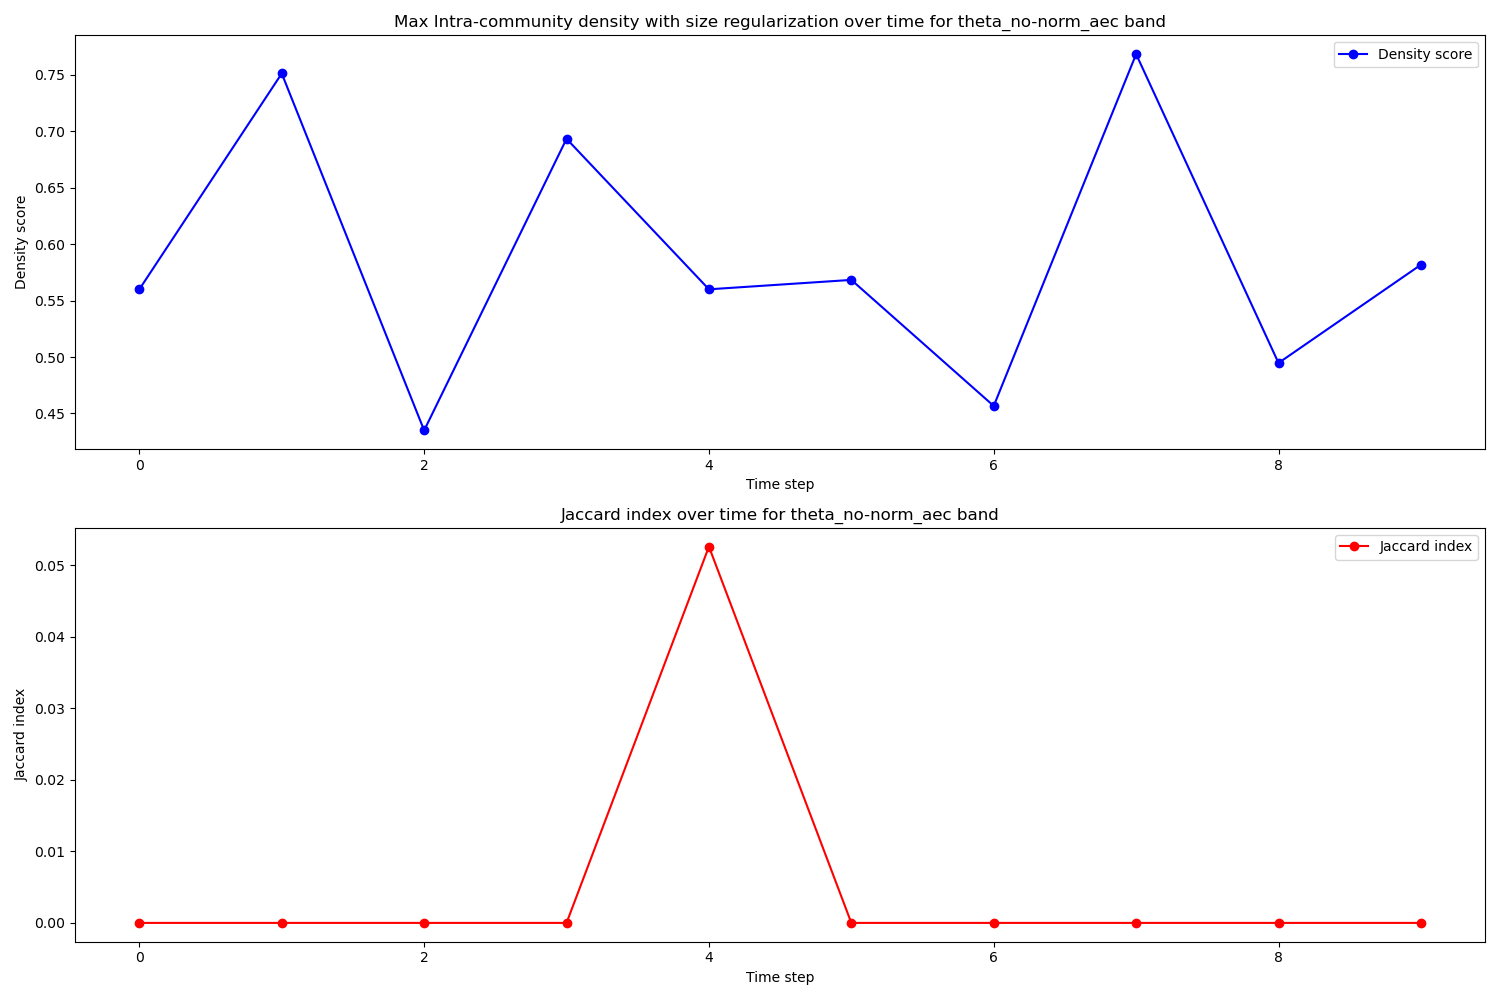 Max Intra-community density with size regularization over time for theta_no-norm_aec band
Density score
Density score
0.75
0.70
0.65
0.60
0.55
0.50
0.45
0 2 4 6 8
Time step
Jaccard index over time for theta_no-norm_aec band
Jaccard index
Jaccard index
0.05
0.04
0.03
0.02
0.01
0.00
0 2 4 6 8
Time step